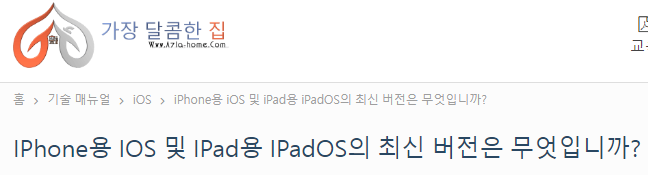 가장 달콤한 집
Www.Azla-home.Com
홈 > 기술 매뉴얼 > iOS > iPhone용 iOS 및 iPad용 iPadOS의 최신 버전은 무엇입니까?
IPhone용 IOS 및 IPad용 IPadOS의 최신 버전은 무엇입니까?